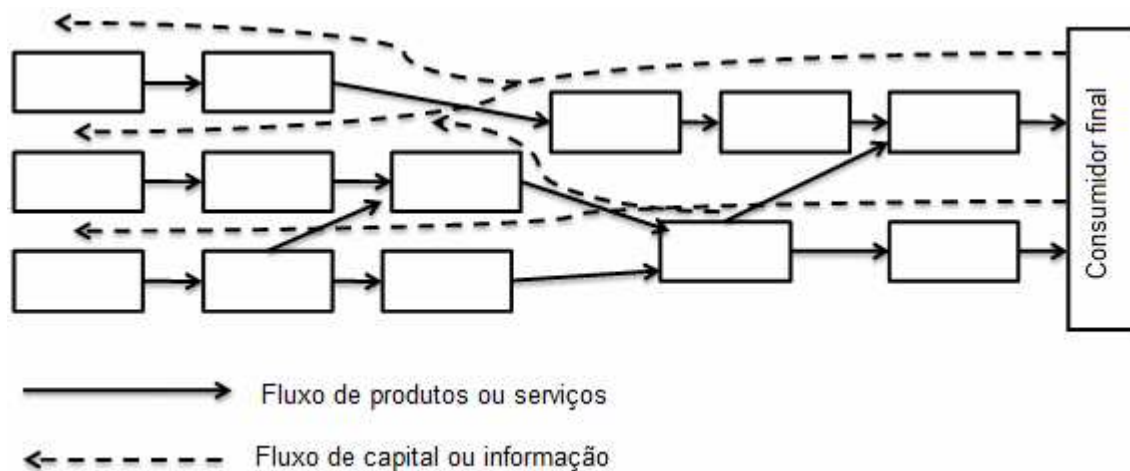 Consumidor final
Fluxo de produtos ou serviços
Fluxo de capital ou informação